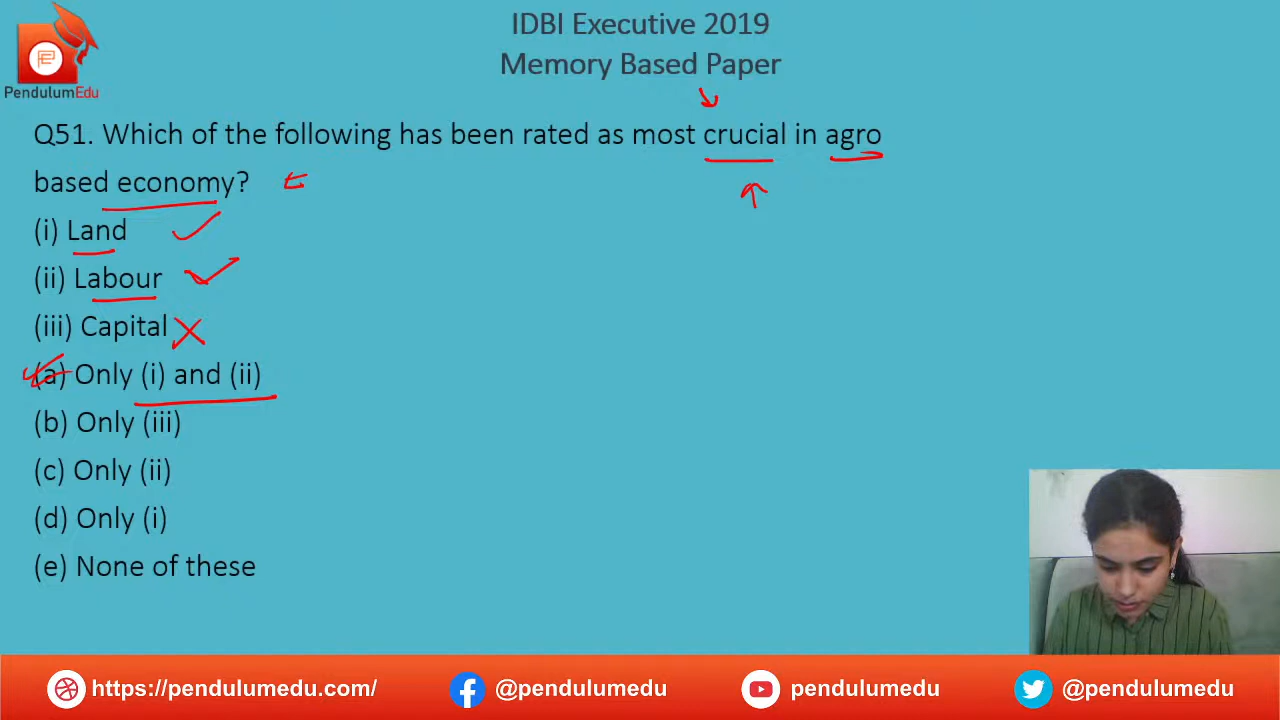 IDBI Executive 2019
Memory Based Paper
PendulumEdu
Q51. Which of the following has been rated as most crucial in agro
based economy?
(i) Land
(ii) Labour
(iii) Capital
(a) Only (i) and (ii)
(b) Only (iii)
(c) Only (ii)
(d) Only (i)
(e) None of these
https://pendulumedu.com/ @pendulumedu pendulumedu @pendulumedu